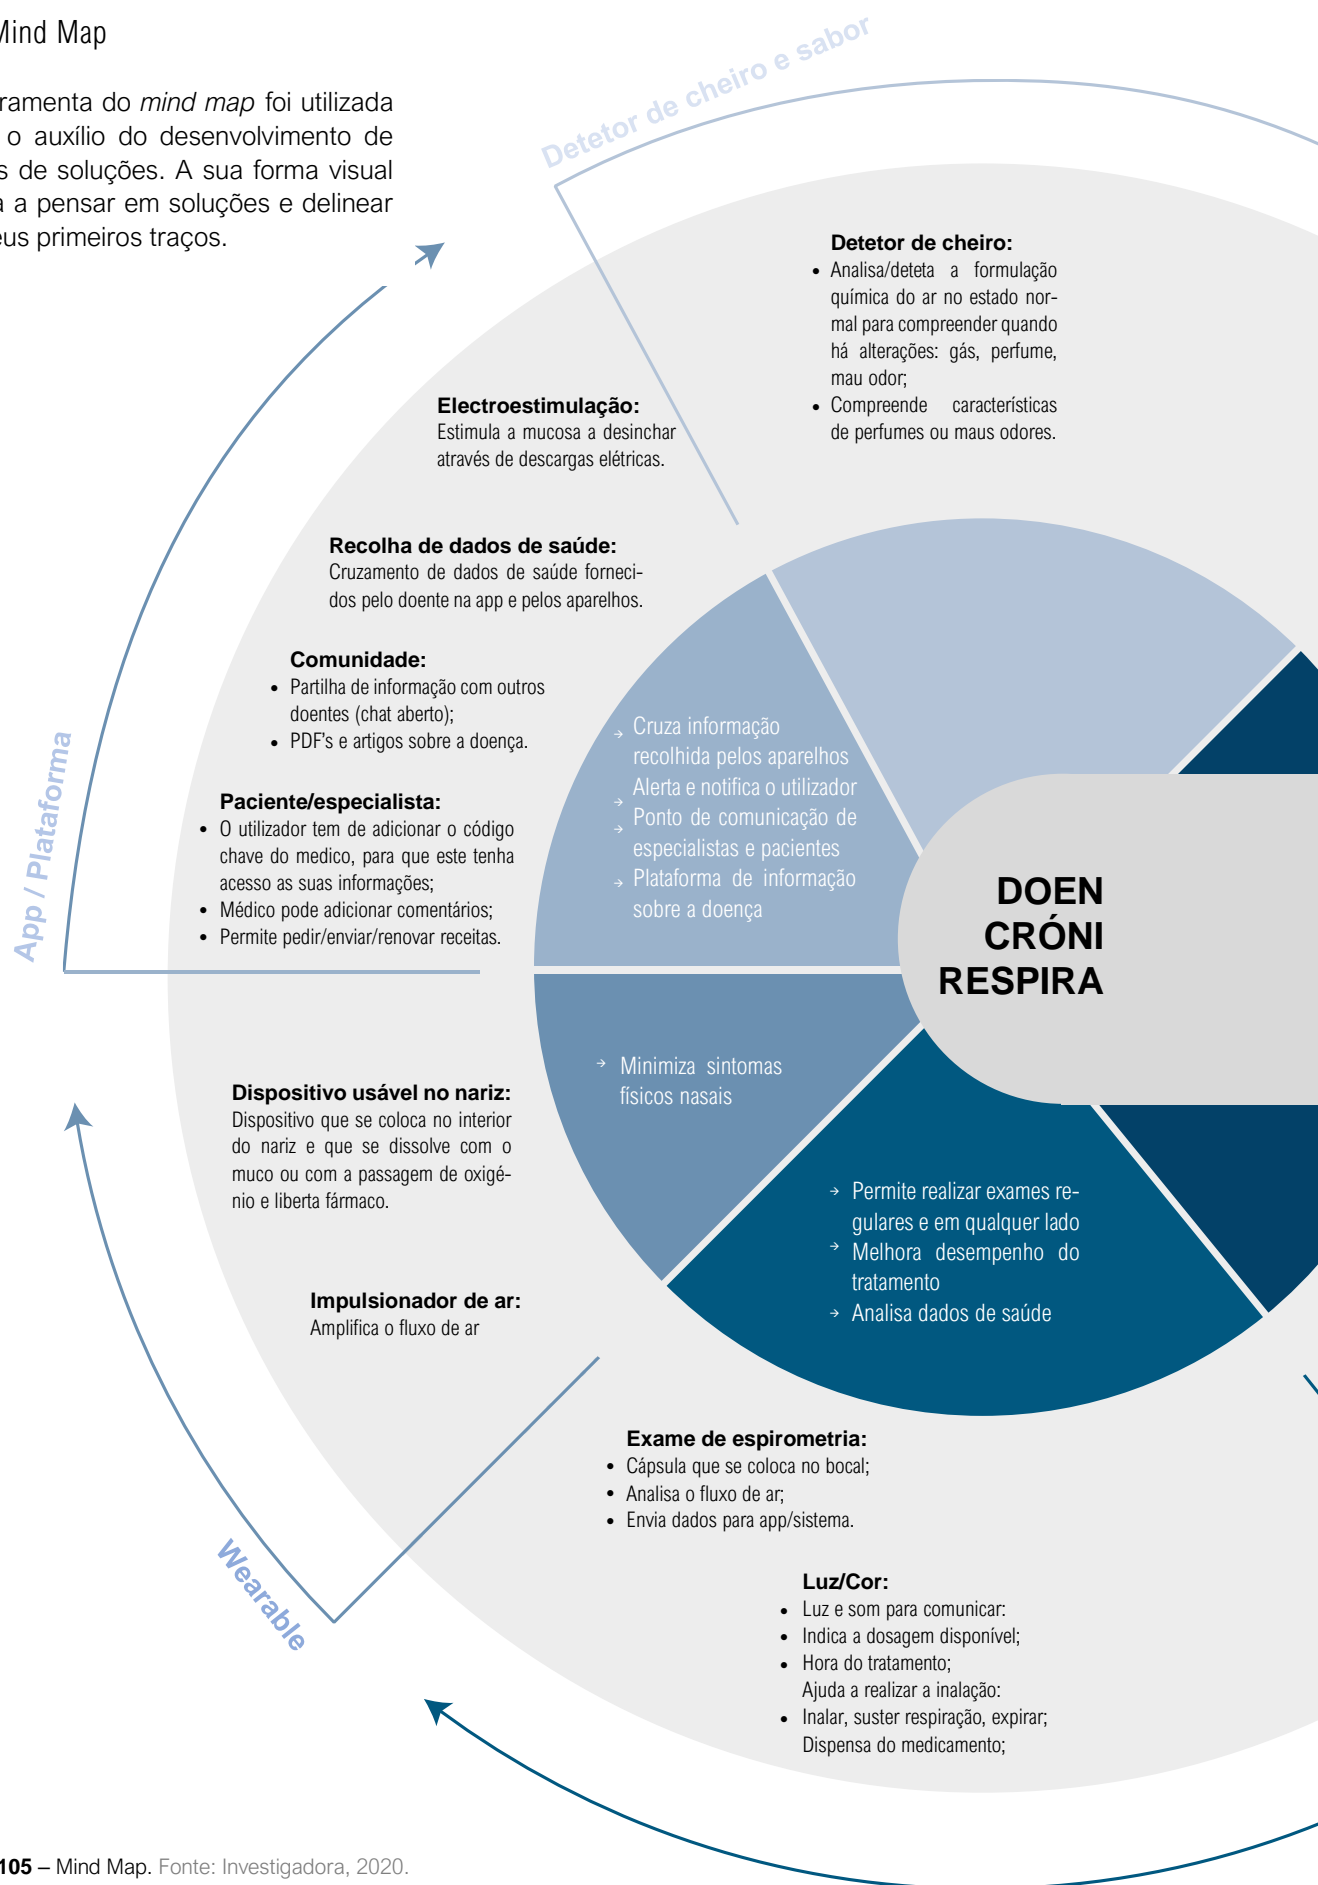 Mind Map
ramenta do mind map foi utilizada
o auxílio do desenvolvimento de
s de soluções. A sua forma visual
a a pensar em soluções e delinear
eus primeiros traços.
Detetor de cheiro e sabor
Detetor de cheiro:
• Analisa/deteta a formulação
química do ar no estado nor-
mal para compreender quando
há alterações: gás, perfume,
mau odor;
• Compreende características
de perfumes ou maus odores.
Electroestimulação:
Estimula a mucosa a desinchar
através de descargas elétricas.
Recolha de dados de saúde:
Cruzamento de dados de saúde forneci-
dos pelo doente na app e pelos aparelhos.
Comunidade:
• Partilha de informação com outros
doentes (chat aberto);
• PDF's e artigos sobre a doença.
Paciente/especialista:
• O utilizador tem de adicionar o código
chave do medico, para que este tenha
acesso as suas informações;
• Médico pode adicionar comentários;
• Permite pedir/enviar/renovar receitas.
App / Plataforma
→ Cruza informação
recolhida pelos aparelhos
→ Alerta e notifica o utilizador
→ Ponto de comunicação de
especialistas e pacientes
→ Plataforma de informação
sobre a doença
DOEN
CRÓNI
RESPIRA
→ Minimiza sintomas
físicos nasais
Dispositivo usável no nariz:
Dispositivo que se coloca no interior
do nariz e que se dissolve com o
muco ou com a passagem de oxigé-
nio e liberta fármaco.
Impulsionador de ar:
Amplifica o fluxo de ar
Wearable
→ Permite realizar exames re-
gulares e em qualquer lado
→ Melhora desempenho do
tratamento
→ Analisa dados de saúde
Exame de espirometria:
• Cápsula que se coloca no bocal;
• Analisa o fluxo de ar;
• Envia dados para app/sistema.
Luz/Cor:
• Luz e som para comunicar:
• Indica a dosagem disponível;
• Hora do tratamento;
Ajuda a realizar a inalação:
• Inalar, suster respiração, expirar;
Dispensa do medicamento;
105 – Mind Map. Fonte: Investigadora, 2020.